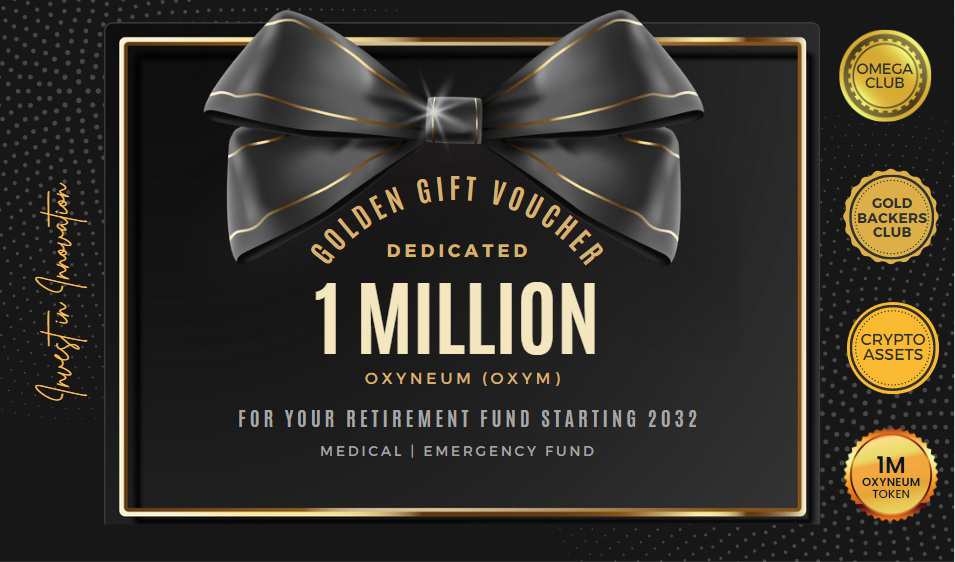 Invest in Innovation
GOLDEN GIFT VOUCHER
DEDICATED
1 MILLION
OXYNEUM (OXYM)
FOR YOUR RETIREMENT FUND STARTING 2032
MEDICAL | EMERGENCY FUND
OMEGA
CLUB
GOLD
BACKERS
CLUB
CRYPTO
ASSETS
1M
OXYNEUM
TOKEN